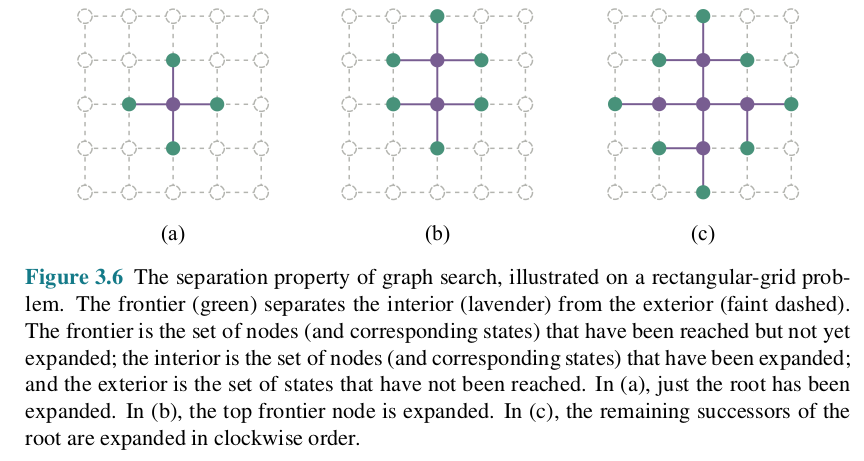 (a) (b) (c)
Figure 3.6 The separation property of graph search, illustrated on a rectangular-grid prob-
lem. The frontier (green) separates the interior (lavender) from the exterior (faint dashed).
The frontier is the set of nodes (and corresponding states) that have been reached but not yet
expanded; the interior is the set of nodes (and corresponding states) that have been expanded;
and the exterior is the set of states that have not been reached. In (a), just the root has been
expanded. In (b), the top frontier node is expanded. In (c), the remaining successors of the
root are expanded in clockwise order.